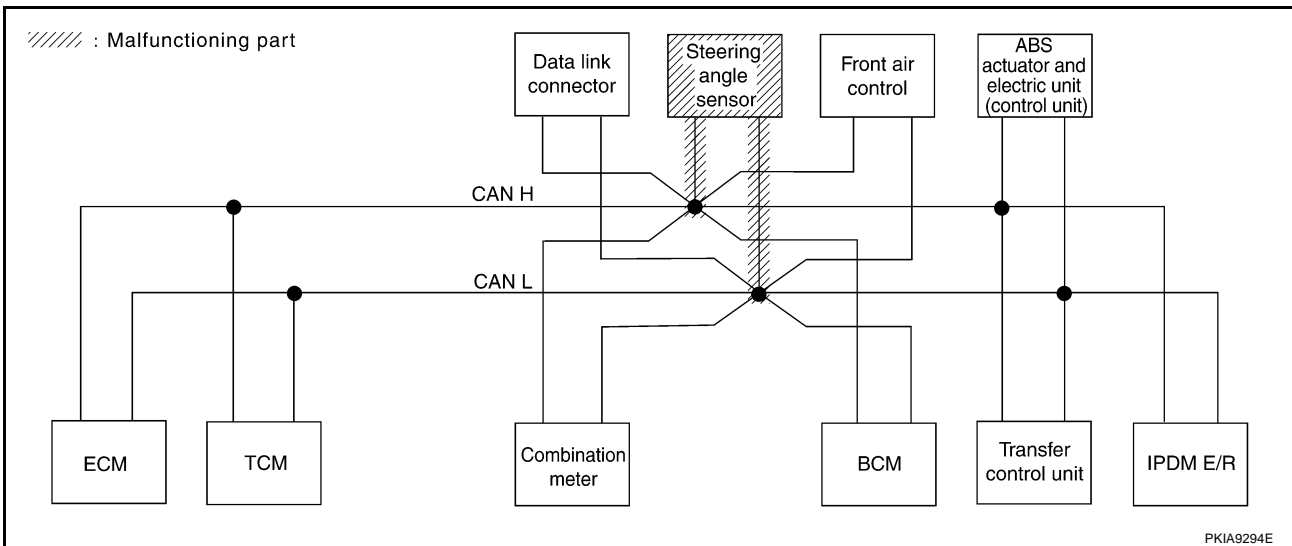 : Malfunctioning part
Data link
connector
Steering
angle
sensor
Front air
control
ABS
actuator and
electric unit
(control unit)
CAN H
CAN L
ECM
TCM
Combination
meter
BCM
Transfer
control unit
IPDM E/R
PKIA9294E